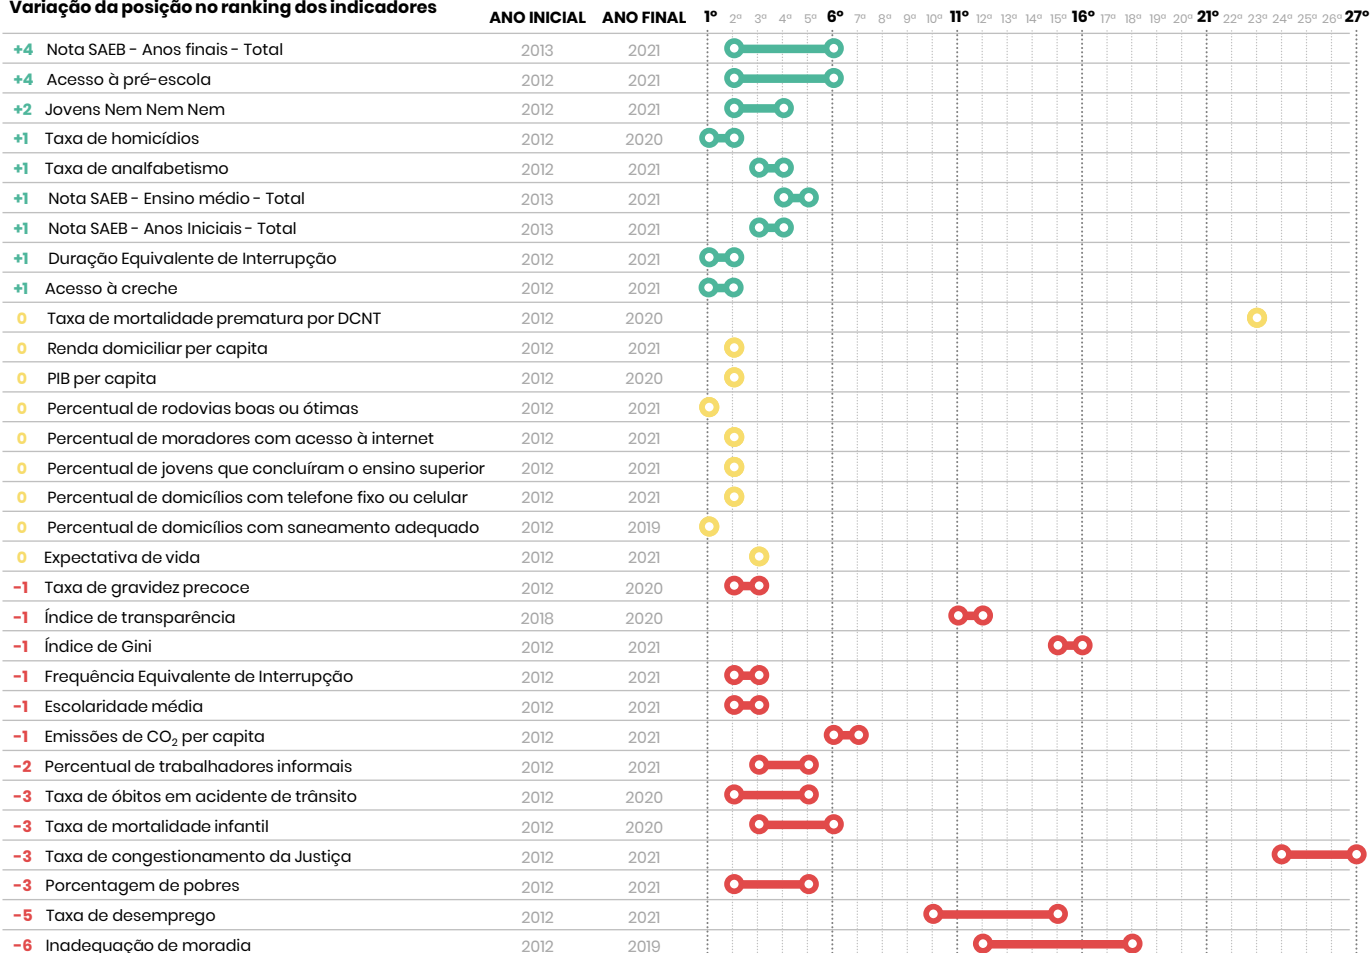 Variação da posição no ranking dos indicadores
ANO INICIAL ANO FINAL 1º 2º 3º 4º 5º 6º 7º 8º 9º 10º 11º 12º 13º 14º 15º 16º 17º 18º 19º 20º 21º 22º 23º 24º 25º 26º 27º
+4 Nota SAEB - Anos finais - Total 2013 2021
+4 Acesso à pré-escola 2012 2021
+2 Jovens Nem Nem Nem 2012 2021
+1 Taxa de homicídios 2012 2020
+1 Taxa de analfabetismo 2012 2021
+1 Nota SAEB - Ensino médio - Total 2013 2021
+1 Nota SAEB - Anos Iniciais - Total 2013 2021
+1 Duração Equivalente de Interrupção 2012 2021
+1 Acesso à creche 2012 2021
0 Taxa de mortalidade prematura por DCNT 2012 2020
0 Renda domiciliar per capita 2012 2021
0 PIB per capita 2012 2020
0 Percentual de rodovias boas ou ótimas 2012 2021
0 Percentual de moradores com acesso à internet 2012 2021
0 Percentual de jovens que concluíram o ensino superior 2012 2021
0 Percentual de domicílios com telefone fixo ou celular 2012 2021
0 Percentual de domicílios com saneamento adequado 2012 2019
0 Expectativa de vida 2012 2021
-1 Taxa de gravidez precoce 2012 2020
-1 Índice de transparência 2018 2020
-1 Índice de Gini 2012 2021
-1 Frequência Equivalente de Interrupção 2012 2021
-1 Escolaridade média 2012 2021
-1 Emissões de CO₂ per capita 2012 2021
-2 Percentual de trabalhadores informais 2012 2021
-3 Taxa de óbitos em acidente de trânsito 2012 2020
-3 Taxa de mortalidade infantil 2012 2020
-3 Taxa de congestionamento da Justiça 2012 2021
-3 Porcentagem de pobres 2012 2021
-5 Taxa de desemprego 2012 2021
-6 Inadequação de moradia 2012 2019